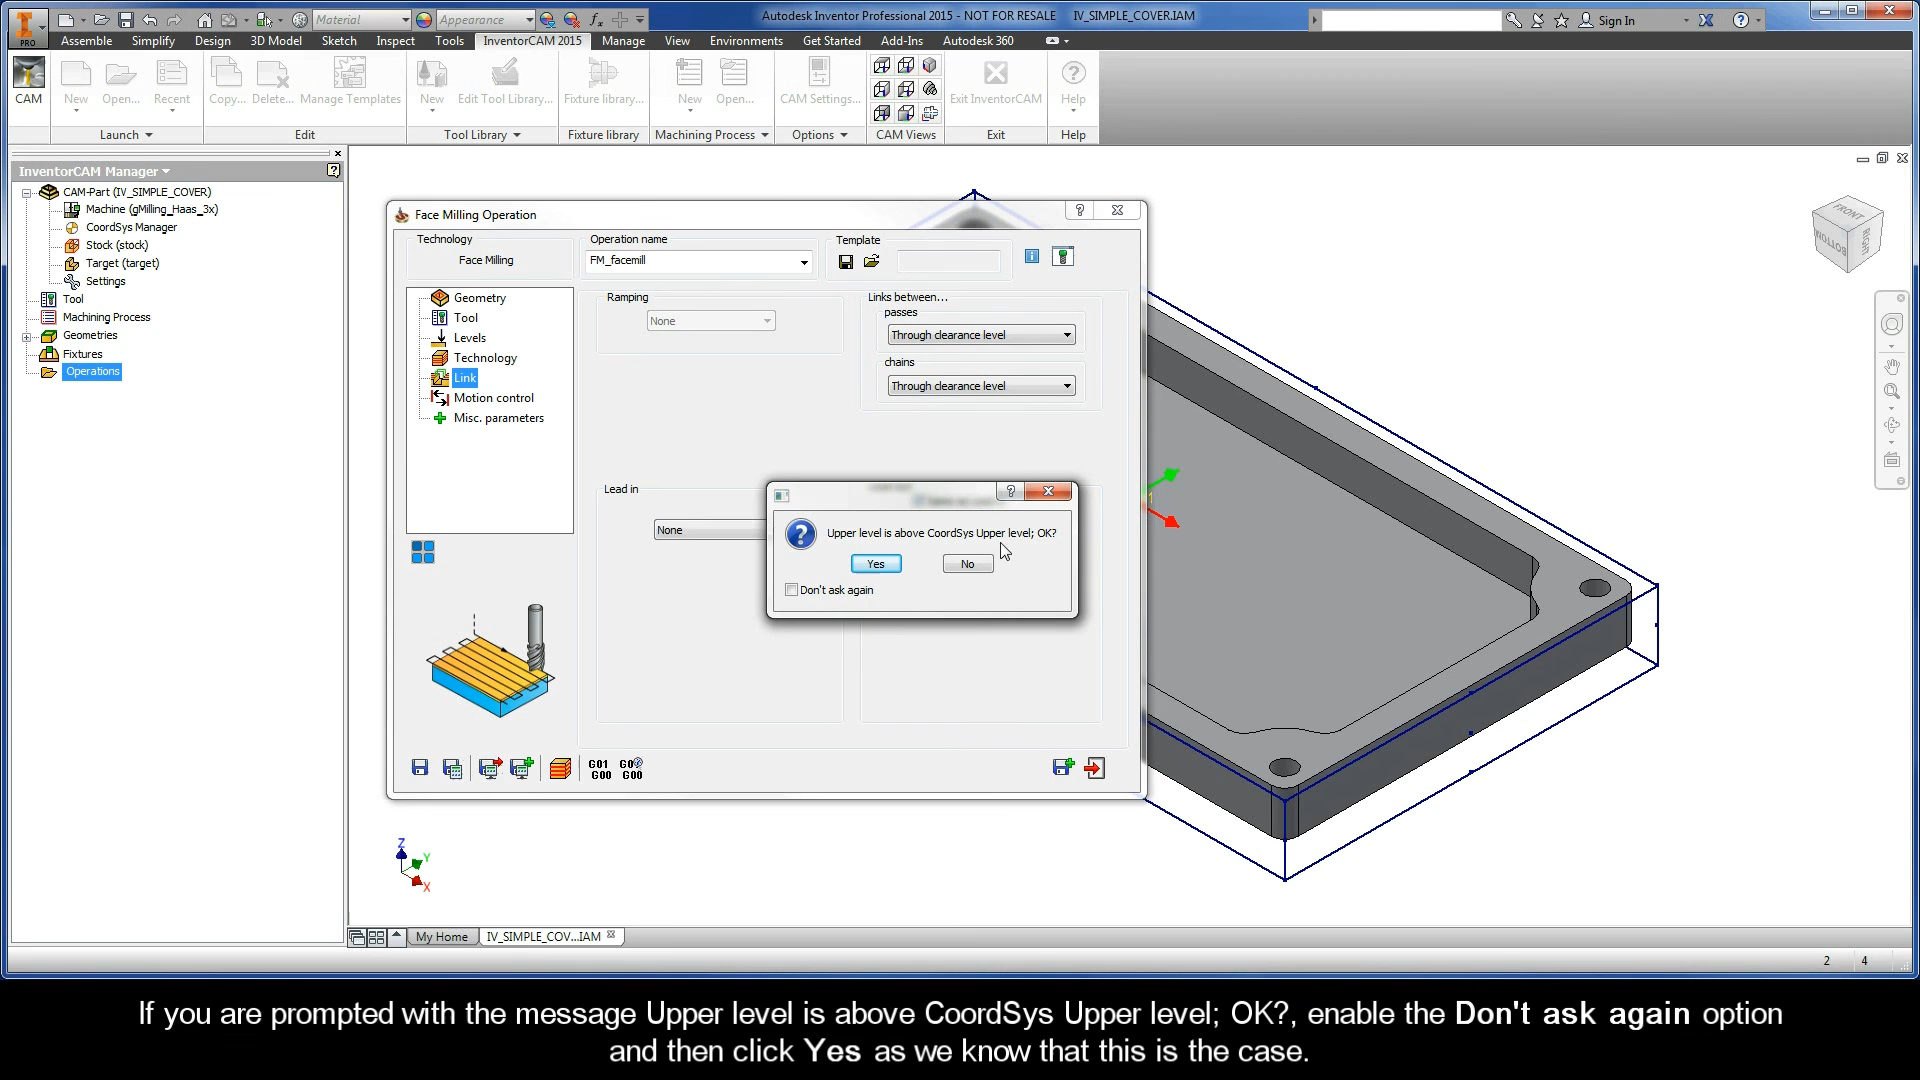 Material
Appearance
Autodesk Inventor Professional 2015 - NOT FOR RESALE IV_SIMPLE_COVER.IAM
Sign In
PRO
Assemble Simplify Design 3D Model Sketch Inspect Tools InventorCAM 2015 Manage View Environments Get Started Add-Ins Autodesk 360
CAM New Open... Recent Copy... Delete... Manage Templates New Edit Tool Library... Fixture library... New Open... CAM Settings... Exit InventorCAM Help
Launch Edit Tool Library Fixture library Machining Process Options CAM Views Exit Help
InventorCAM Manager
CAM-Part (IV_SIMPLE_COVER)
Machine (gMilling_Haas_3x)
CoordSys Manager
Stock (stock)
Target (target)
Settings
Tool
Machining Process
Geometries
Fixtures
Operations
Face Milling Operation
Technology
Face Milling
Operation name
FM_facemill
Template
Geometry
Tool
Levels
Technology
Link
Motion control
Misc. parameters
Ramping
None
Links between...
passes
Through clearance level
chains
Through clearance level
Lead in
None
Upper level is above CoordSys Upper level; OK?
Yes No
Don't ask again
G01 G00
G00 G00
FRONT
RIGHT
BOTTOM
1
Z
Y
X
My Home IV_SIMPLE_COV...IAM
2 4
If you are prompted with the message Upper level is above CoordSys Upper level; OK?, enable the Don't ask again option
and then click Yes as we know that this is the case.